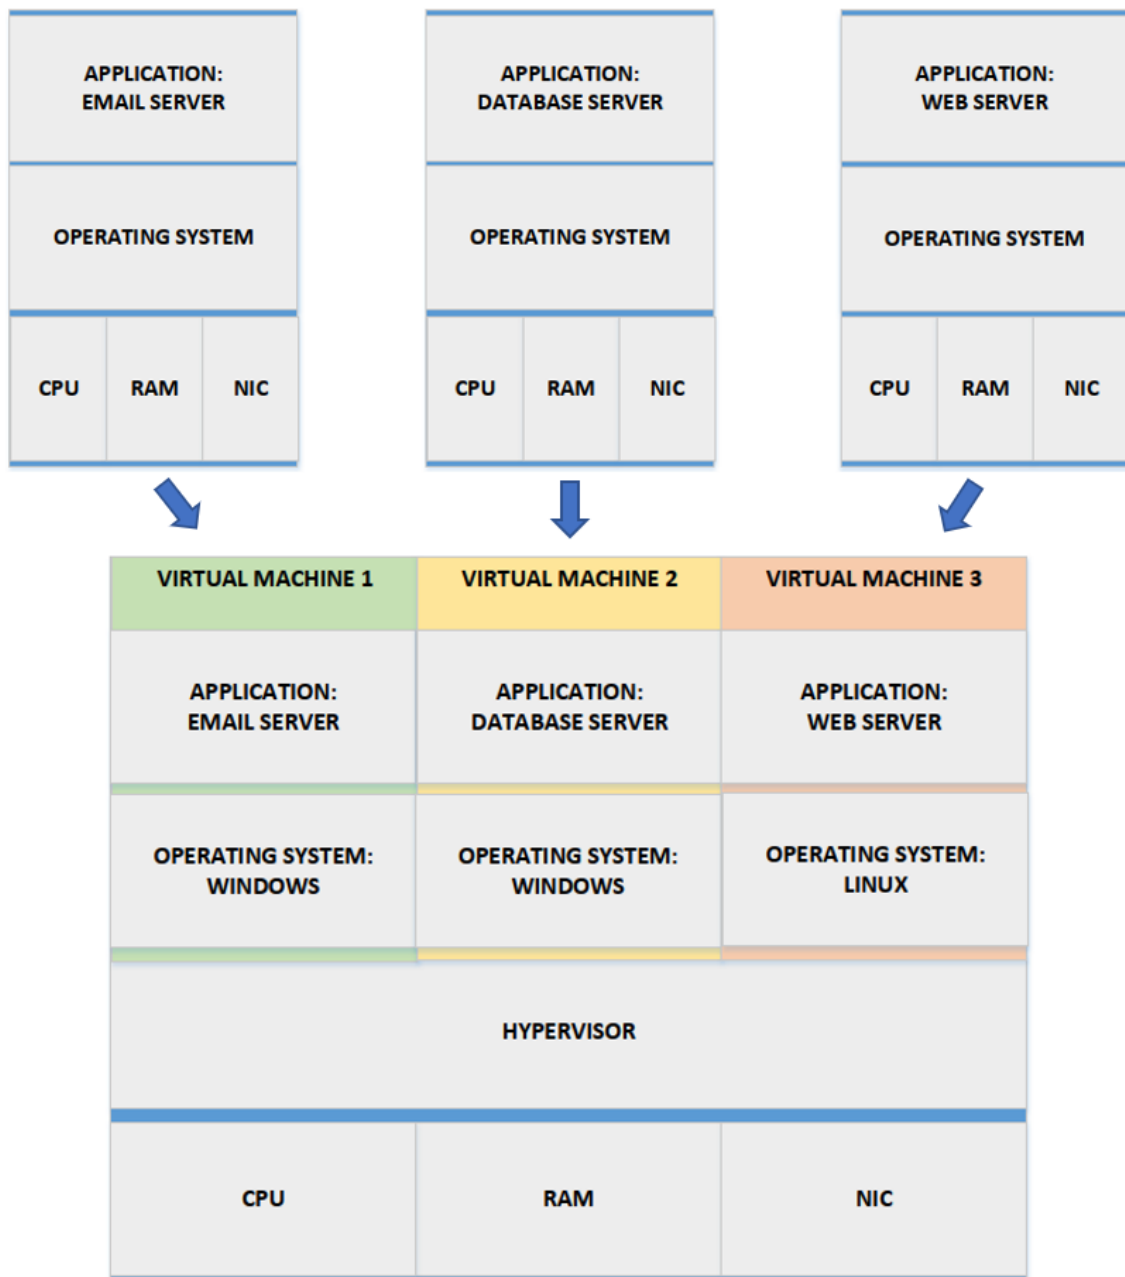 APPLICATION:
EMAIL SERVER
APPLICATION:
DATABASE SERVER
APPLICATION:
WEB SERVER
OPERATING SYSTEM
OPERATING SYSTEM
OPERATING SYSTEM
CPU
RAM
NIC
CPU
RAM
NIC
CPU
RAM
NIC
VIRTUAL MACHINE 1
VIRTUAL MACHINE 2
VIRTUAL MACHINE 3
APPLICATION:
EMAIL SERVER
APPLICATION:
DATABASE SERVER
APPLICATION:
WEB SERVER
OPERATING SYSTEM:
WINDOWS
OPERATING SYSTEM:
WINDOWS
OPERATING SYSTEM:
LINUX
HYPERVISOR
CPU
RAM
NIC